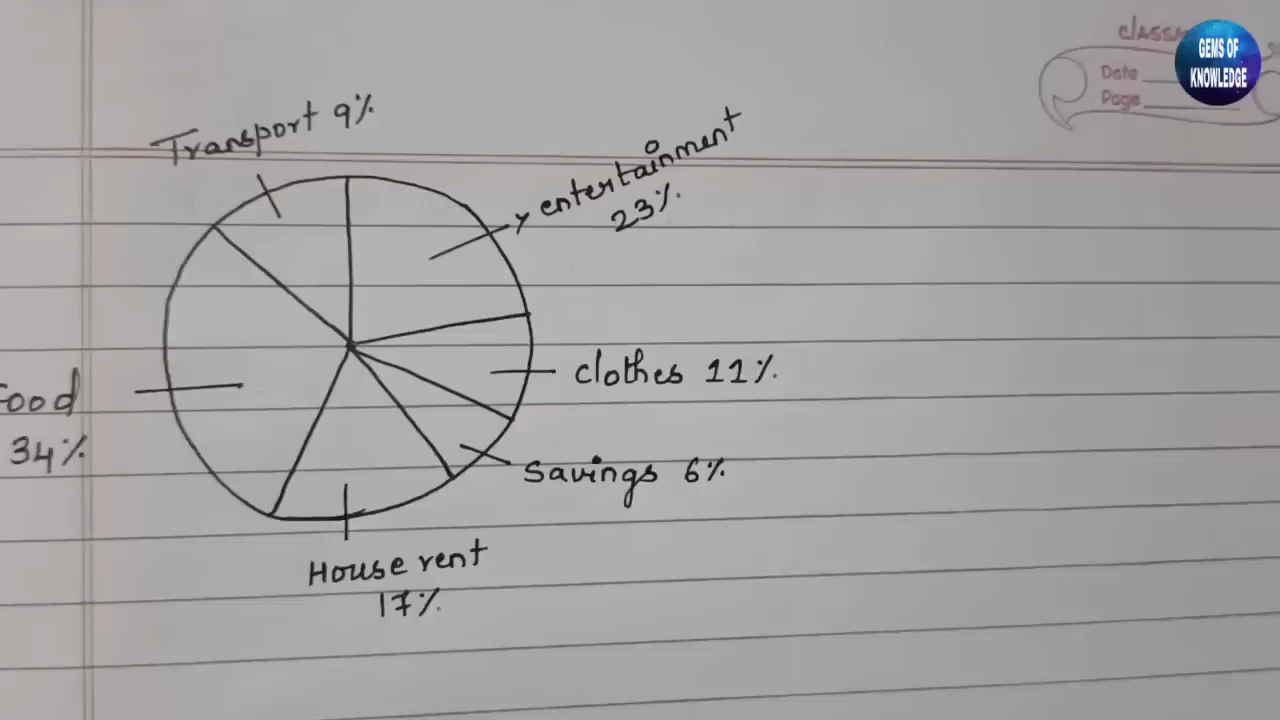 GEMS OF
KNOWLEDGE
Date
Page
Transport 9%
entertainment
23%
clothes 11%
Savings 6%
House rent
17%
Food
34%